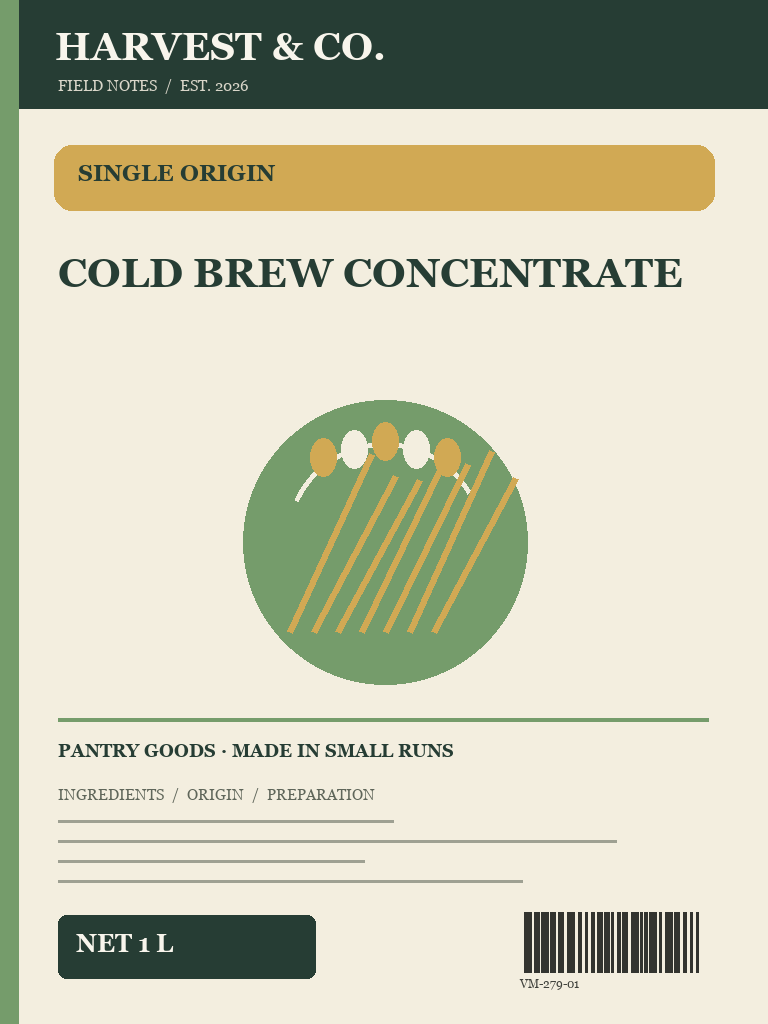 HARVEST & CO.
FIELD NOTES / EST. 2026
SINGLE ORIGIN
COLD BREW CONCENTRATE
PANTRY GOODS · MADE IN SMALL RUNS
INGREDIENTS / ORIGIN / PREPARATION
NET 1 L
VM-279-01